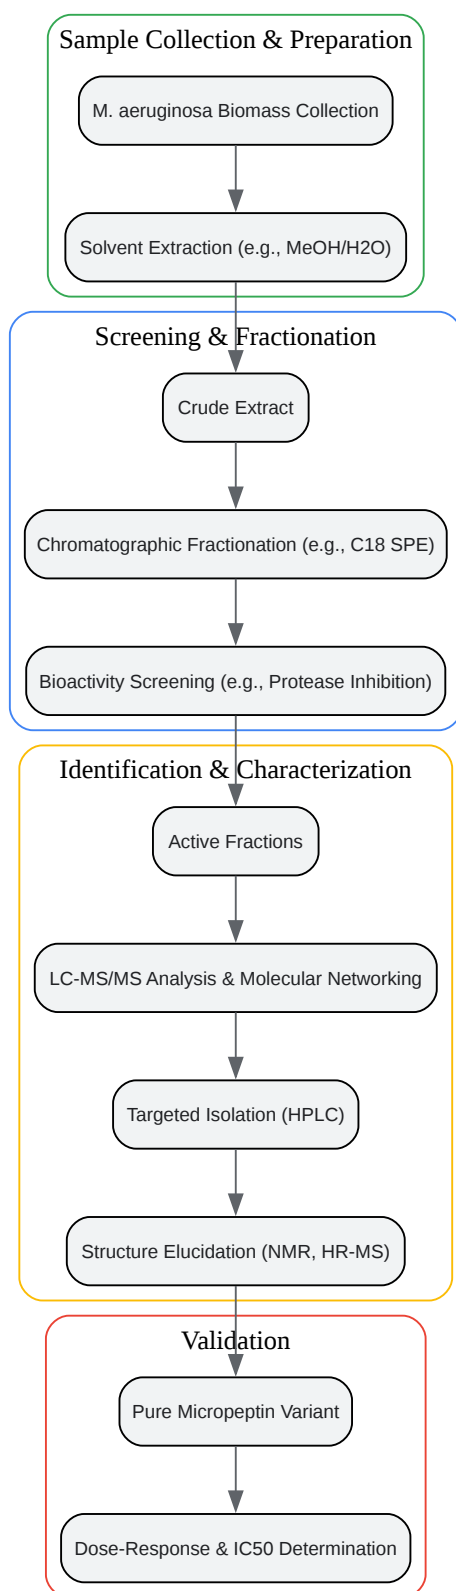 Sample Collection & Preparation
M. aeruginosa Biomass Collection
Solvent Extraction (e.g., MeOH/H2O)
Screening & Fractionation
Crude Extract
Chromatographic Fractionation (e.g., C18 SPE)
Bioactivity Screening (e.g., Protease Inhibition)
Identification & Characterization
Active Fractions
LC-MS/MS Analysis & Molecular Networking
Targeted Isolation (HPLC)
Structure Elucidation (NMR, HR-MS)
Validation
Pure Micropeptin Variant
Dose-Response & IC50 Determination